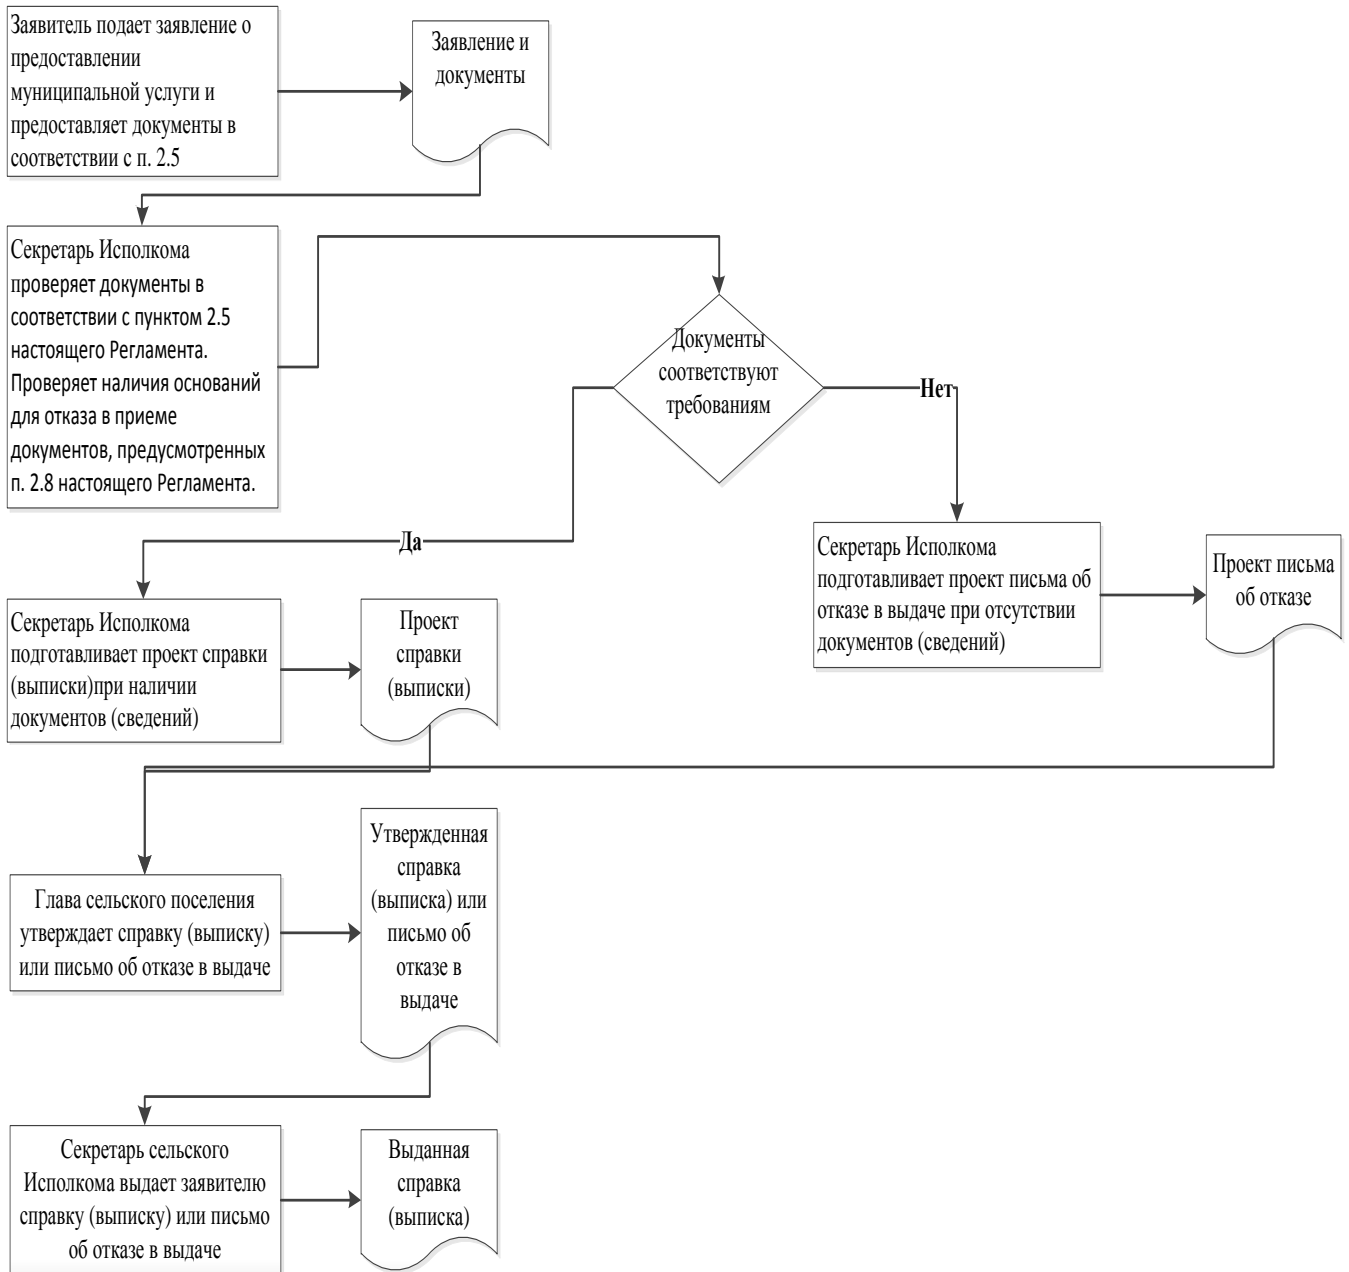 Заявитель подает заявление о
предоставлении
муниципальной услуги и
предоставляет документы в
соответствии с п. 2.5
Заявление и
документы
Секретарь Исполкома
проверяет документы в
соответствии с пунктом 2.5
настоящего Регламента.
Проверяет наличия оснований
для отказа в приеме
документов, предусмотренных
п. 2.8 настоящего Регламента.
Документы
соответствуют
требованиям
Нет
Да
Секретарь Исполкома
подготавливает проект письма об
отказе в выдаче при отсутствии
документов (сведений)
Проект письма
об отказе
Секретарь Исполкома
подготавливает проект справки
(выписки)при наличии
документов (сведений)
Проект
справки
(выписки)
Глава сельского поселения
утверждает справку (выписку)
или письмо об отказе в выдаче
Утвержденная
справка
(выписка) или
письмо об
отказе в
выдаче
Секретарь сельского
Исполкома выдает заявителю
справку (выписку) или письмо
об отказе в выдаче
Выданная
справка
(выписка)